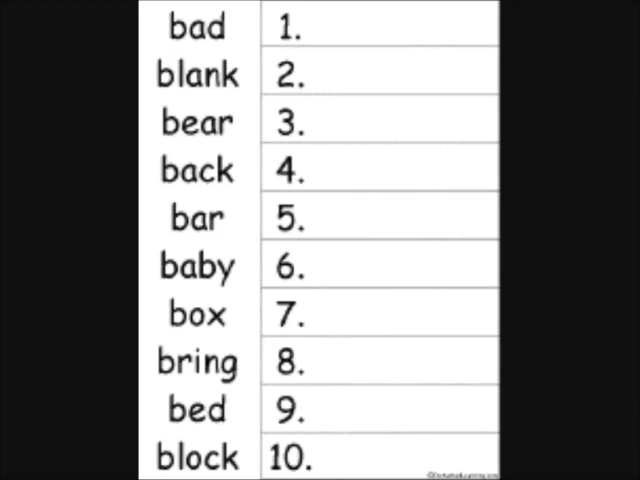 bad 1.
blank 2.
bear 3.
back 4.
bar 5.
baby 6.
box 7.
bring 8.
bed 9.
block 10.